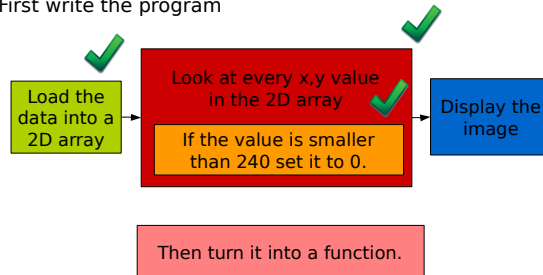 First write the program
Load the
data into a
2D array
Look at every x,y value
in the 2D array
If the value is smaller
than 240 set it to 0.
Display the
image
Then turn it into a function.